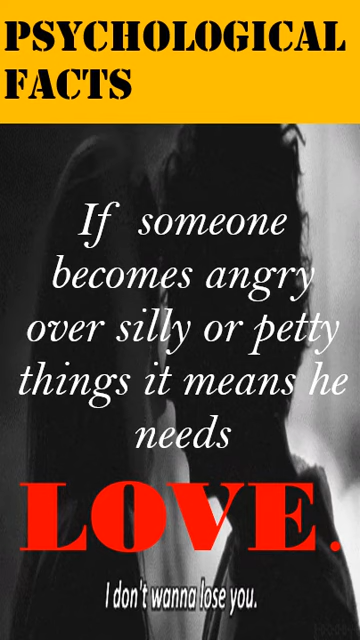 PSYCHOLOGICAL
FACTS
If someone
becomes angry
over silly or petty
things it means he
needs
LOVE.
I don't wanna lose you.